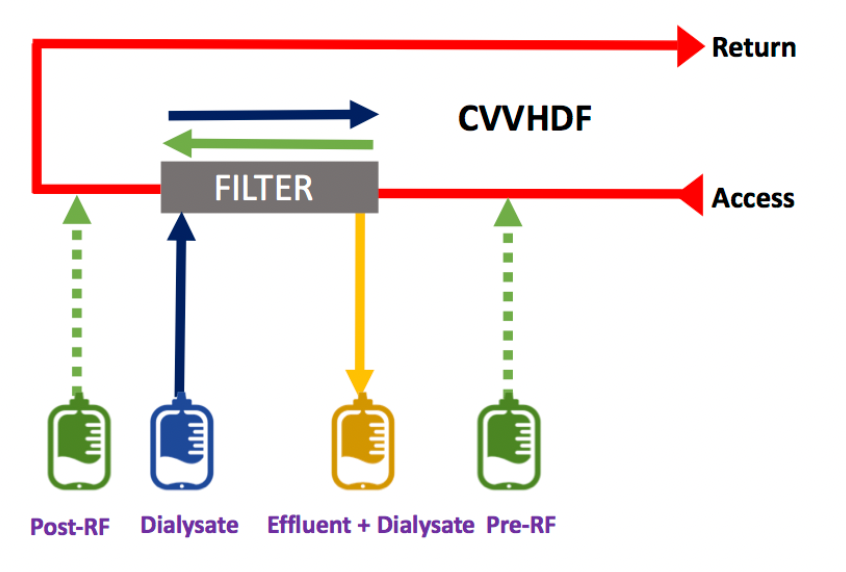 Return
CVVHDF
FILTER
Access
Post-RF Dialysate Effluent + Dialysate Pre-RF